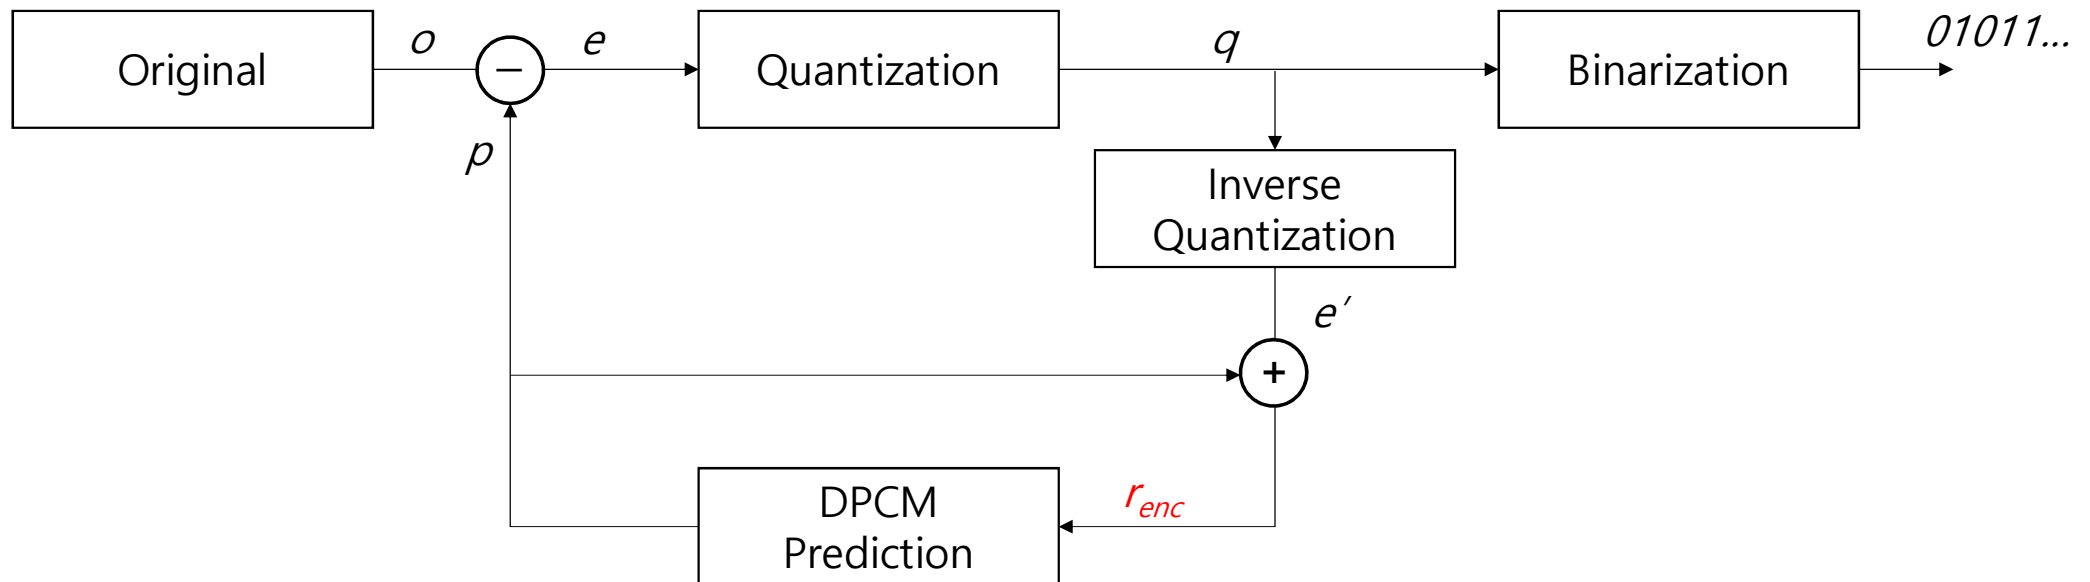 Original
o
−
e
Quantization
q
Binarization
01011...
p
Inverse
Quantization
e′
+
DPCM
Prediction
r_enc